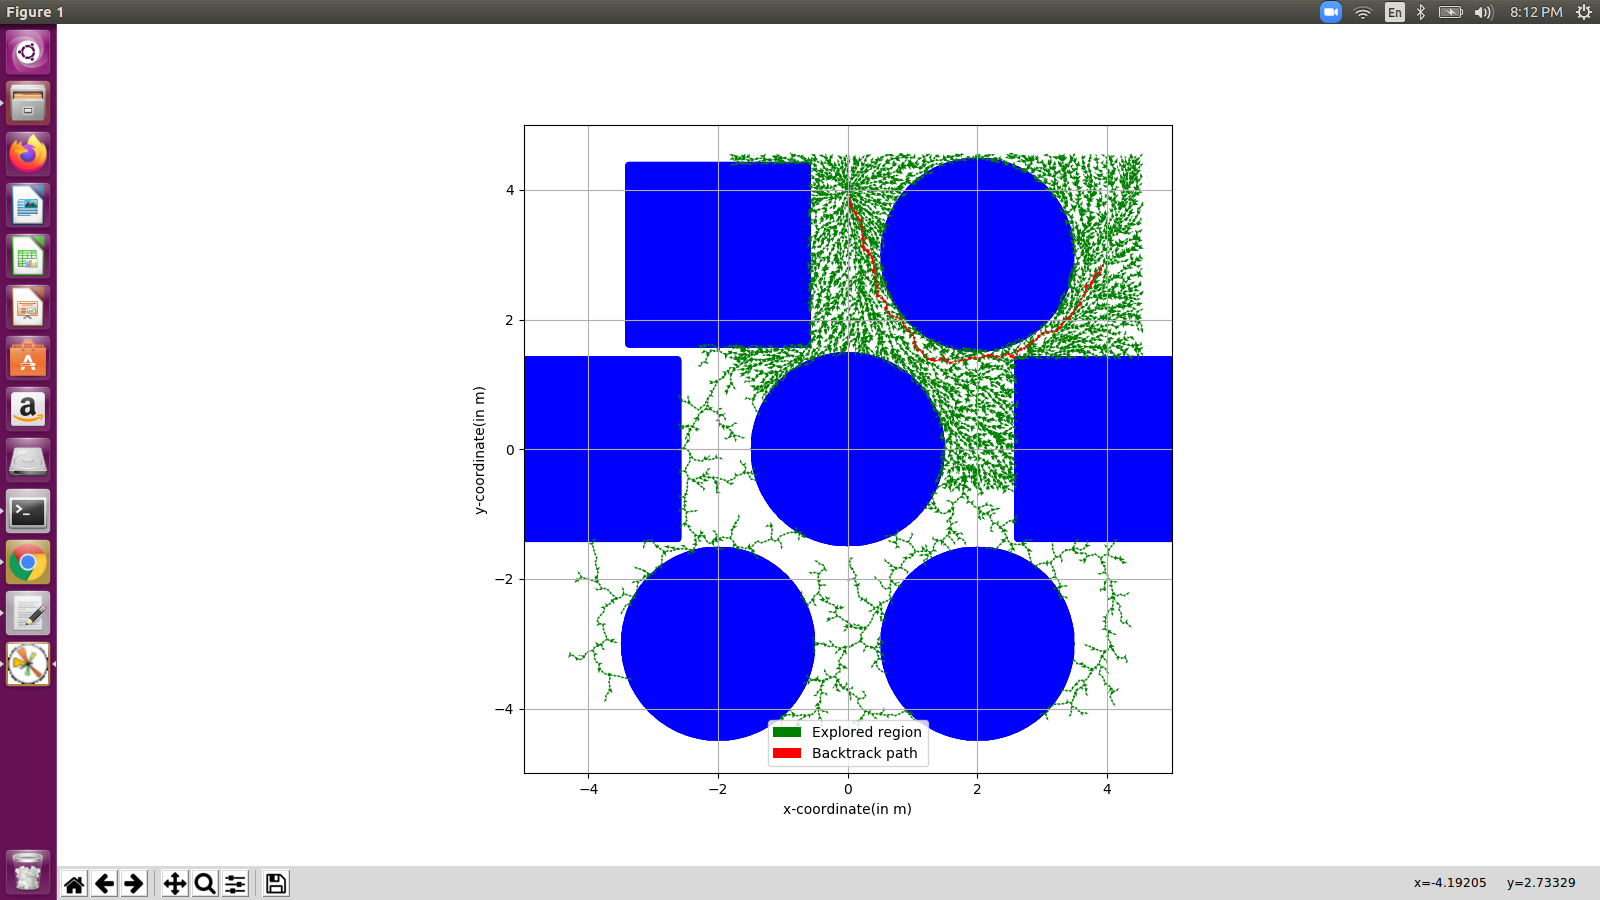 Figure 1
En
8:12 PM
4
2
0
−2
−4
y-coordinate(in m)
Explored region
Backtrack path
−4
−2
0
2
4
x-coordinate(in m)
x=-4.19205 y=2.73329